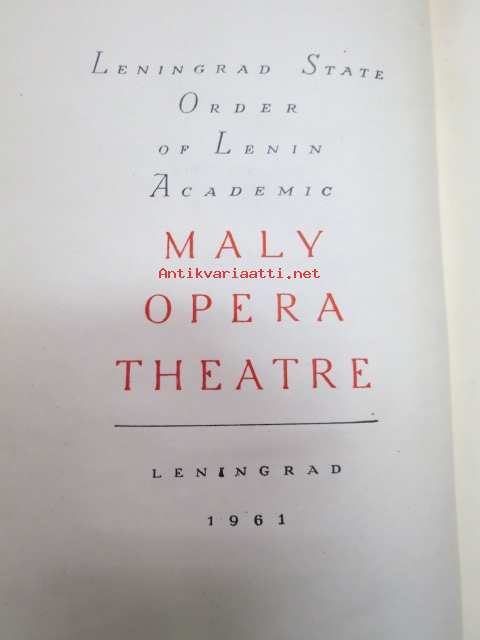 Leningrad State
Order
of Lenin
Academic
MALY
Antikvariaatti.net
OPERA
THEATRE
LENINGRAD
1961